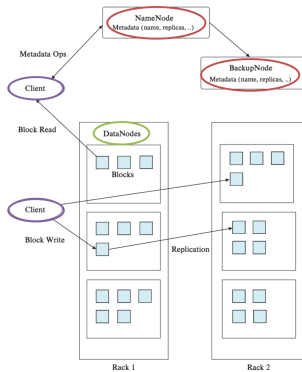 NameNode
Metadata (name, replicas, ..)
Metadata Ops
BackupNode
Metadata (name, replicas, ..)
Client
Block Read
DataNodes
Blocks
Client
Block Write
Replication
Rack 1
Rack 2